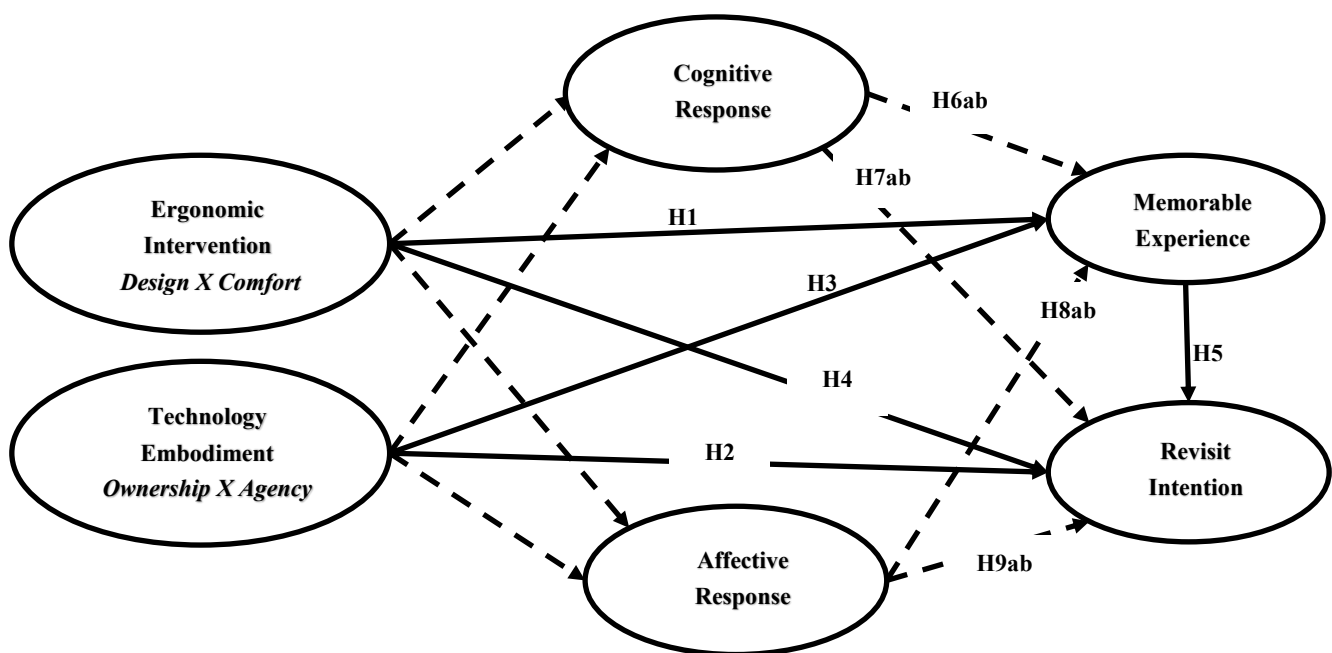 Cognitive
Response
H6ab
H7ab
Ergonomic
Intervention
Design X Comfort
H1
Memorable
Experience
H3
H8ab
H5
H4
Technology
Embodiment
Ownership X Agency
H2
Revisit
Intention
Affective
Response
H9ab